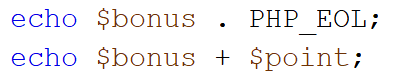 echo $bonus . PHP_EOL;
echo $bonus + $point;